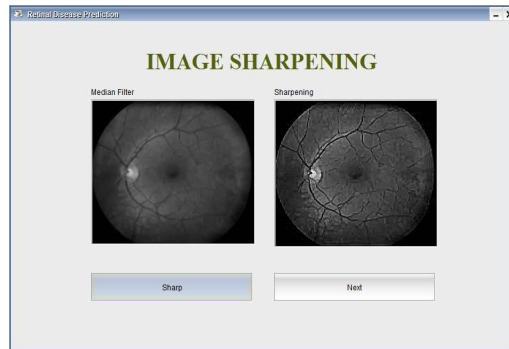 Retinal Disease Prediction
IMAGE SHARPENING
Median Filter
Sharpening
Sharp
Next